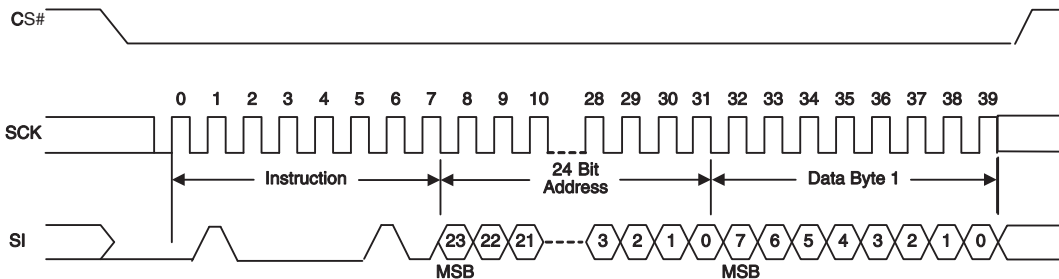 CS#
0 1 2 3 4 5 6 7 8 9 10 28 29 30 31 32 33 34 35 36 37 38 39
SCK
Instruction
24 Bit
Address
Data Byte 1
SI
23 22 21 3 2 1 0 7 6 5 4 3 2 1 0
MSB MSB